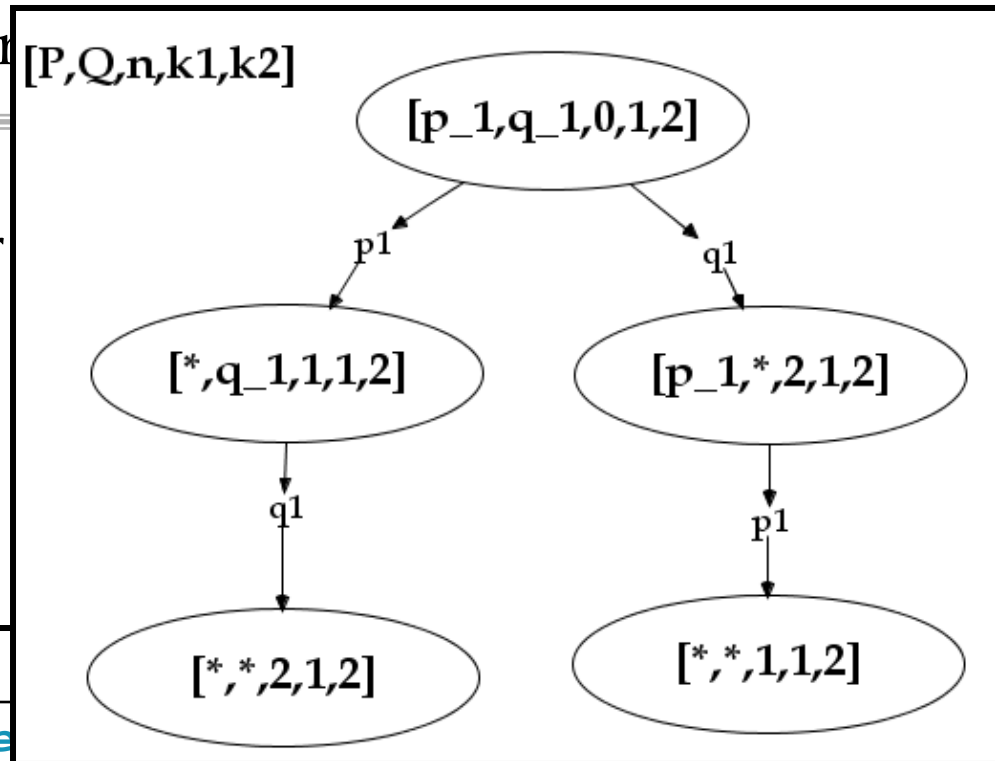 [P,Q,n,k1,k2]
[p_1,q_1,0,1,2]
p1
q1
[*,q_1,1,1,2]
[p_1,*,2,1,2]
q1
p1
[*,*,2,1,2]
[*,*,1,1,2]